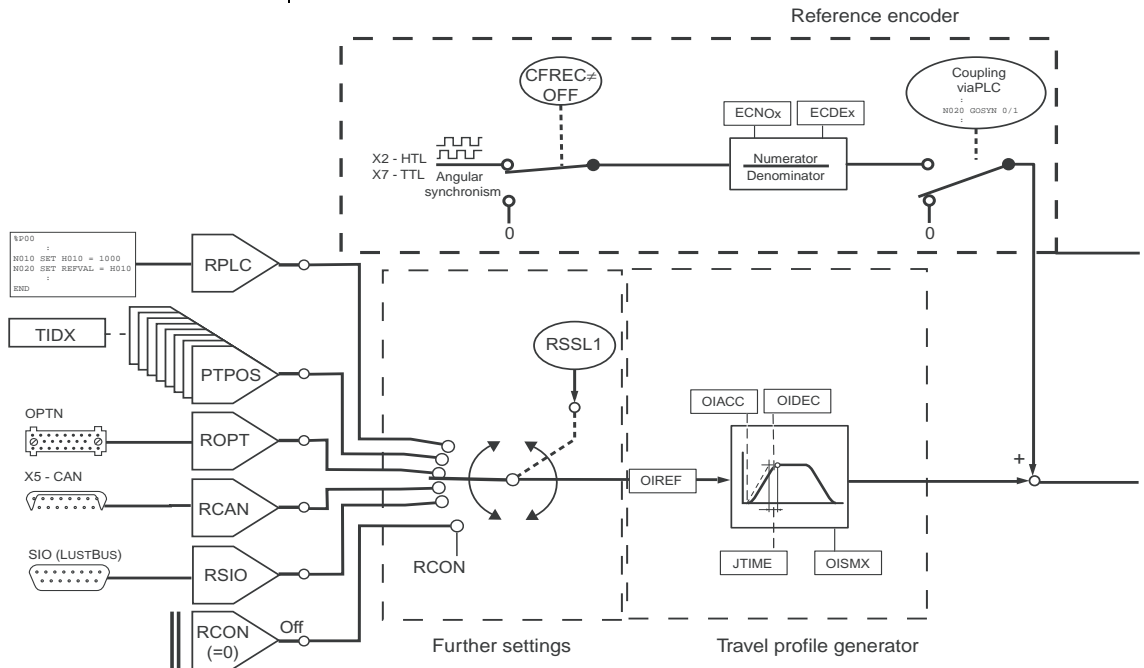 Reference encoder
CFREC≠
OFF
Coupling
viaPLC
:
N020 GOSYN 0/1
:
ECNOx
ECDEx
X2 - HTL
X7 - TTL
Angular
synchronism
Numerator
Denominator
0
0
%P00
:
N010 SET H010 = 1000
N020 SET REFVAL = H010
:
END
RPLC
TIDX
PTPOS
RSSL1
OPTN
ROPT
OIACC
OIDEC
X5 - CAN
RCAN
OIREF
+
SIO (LUSTBUS)
RSIO
RCON
JTIME
OISMX
RCON
(=0)
Off
Further settings
Travel profile generator